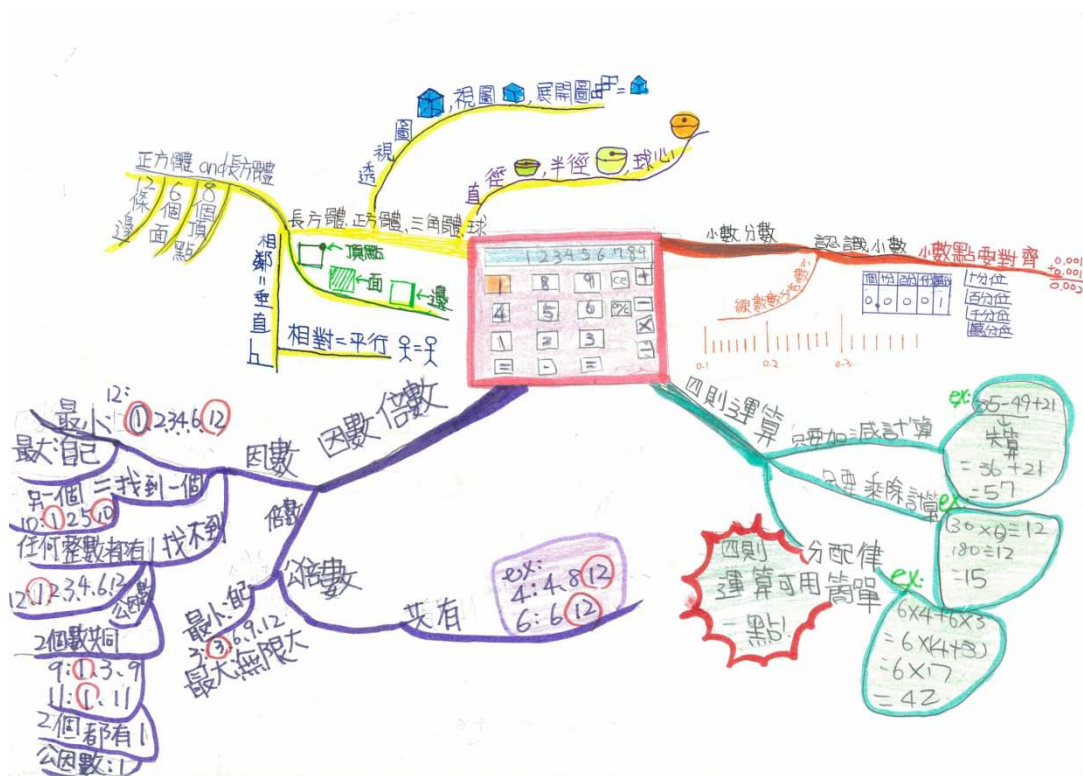 視圖,展開圖=
透視圖
直徑,半徑,球心
正方體 and長方體
12條邊
6個面
8個頂點
長方體、正方體、三角體、球
←頂點
←面
←邊
相鄰=垂直
相對=平行
123456789
1 8 9 CE +
4 5 6 -
1 2 3 ×
= - =
小數分數
認識小數
小數點要對齊
0.001
+0.001
0.002
個
0.001
十分位
百分位
千分位
萬分位
0.1 0.2 0.3
因數倍數
因數
12:
最小:1.2.3.4.6.12
最大:自己
另一個=找到一個
10:1 2 5 10
任何整數都有1
找不到
12:1.2.3.4.6.12
公因數
2個數共同
9:1.3.9
11:1.11
2個都有1
公因數:1
倍數
最小:自己
3:3.6.9.12
最大:無限大
公倍數
共有
ex:
4:4.8.12
6:6 12
四則運算
只要加減計算
ex:
85-49+21
↓
先算
=36+21
=57
只要乘除計算
ex:
30×6÷12
180÷12
=15
分配律
ex:
6×4+6×3
=6×(4+3)
=6×17
=42
四則
運算可用簡單
一點!